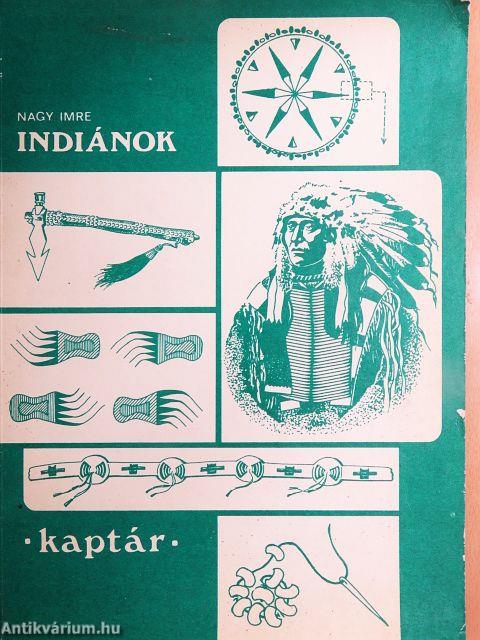 NAGY IMRE
INDIÁNOK
·kaptár·
Antikvárium.hu